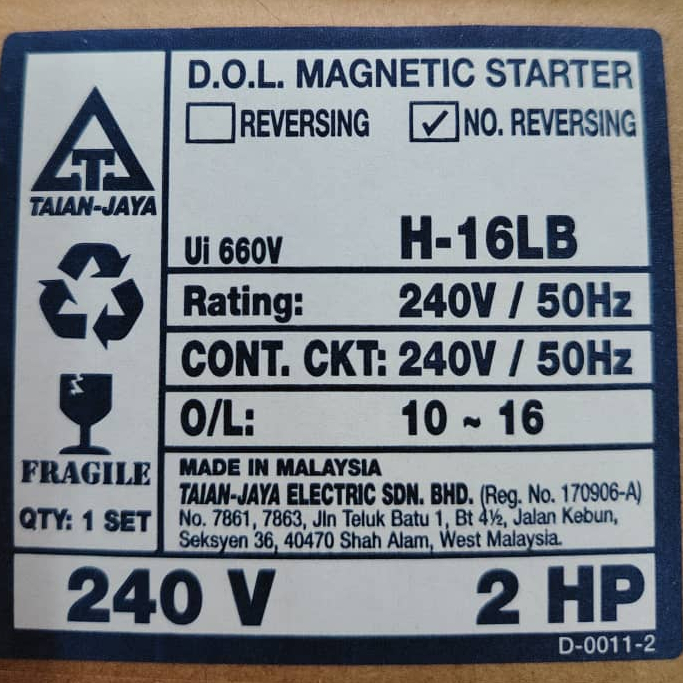 D.O.L. MAGNETIC STARTER
REVERSING NO. REVERSING
TAIAN-JAYA
Ui 660V H-16LB
Rating: 240V / 50Hz
CONT. CKT: 240V / 50Hz
O/L: 10 ~ 16
FRAGILE
QTY: 1 SET
MADE IN MALAYSIA
TAIAN-JAYA ELECTRIC SDN. BHD. (Reg. No. 170906-A)
No. 7861, 7863, Jln Teluk Batu 1, Bt 4½, Jalan Kebun,
Seksyen 36, 40470 Shah Alam, West Malaysia.
240 V 2 HP
D-0011-2